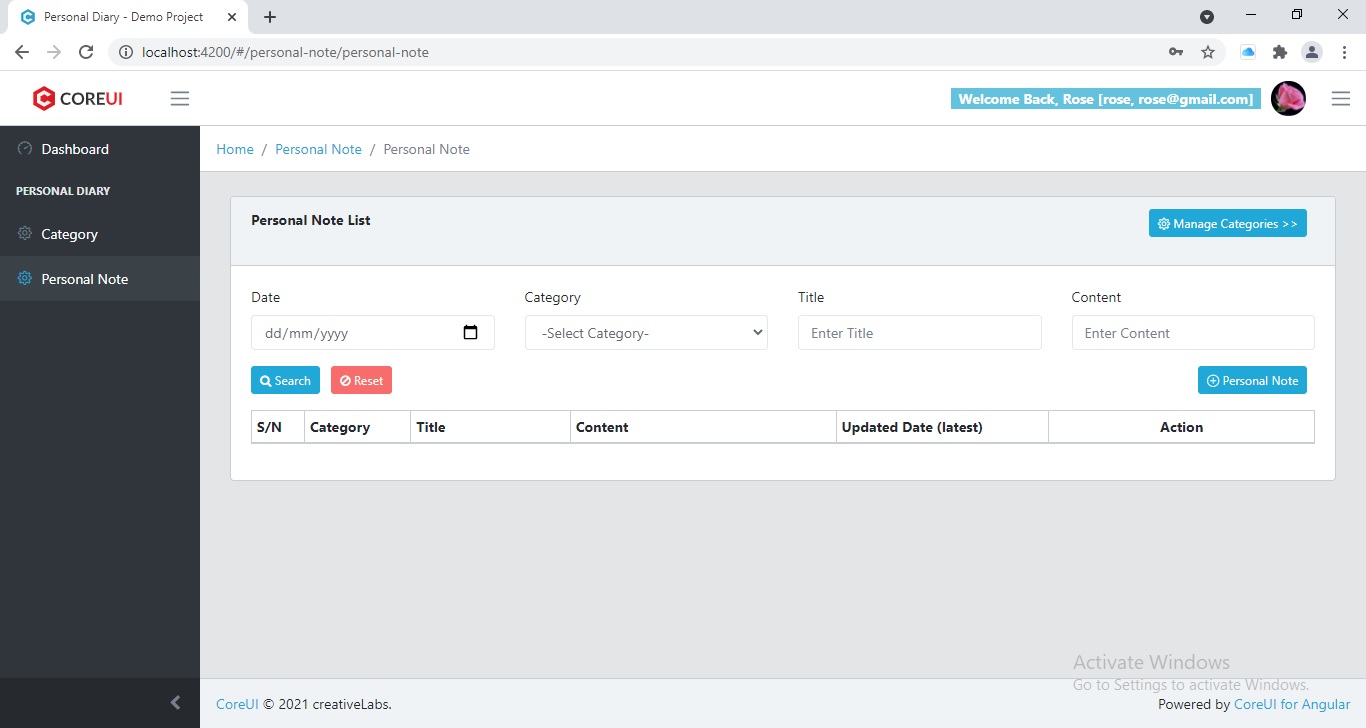 Personal Diary - Demo Project
localhost:4200/#/personal-note/personal-note
COREUI
Welcome Back, Rose [rose, rose@gmail.com]
Dashboard
PERSONAL DIARY
Category
Personal Note
Home / Personal Note / Personal Note
Personal Note List
Manage Categories >>
Date Category Title Content
dd/mm/yyyy -Select Category- Enter Title Enter Content
Search Reset Personal Note
S/N Category Title Content Updated Date (latest) Action
Activate Windows
Go to Settings to activate Windows.
CoreUI © 2021 creativeLabs. Powered by CoreUI for Angular